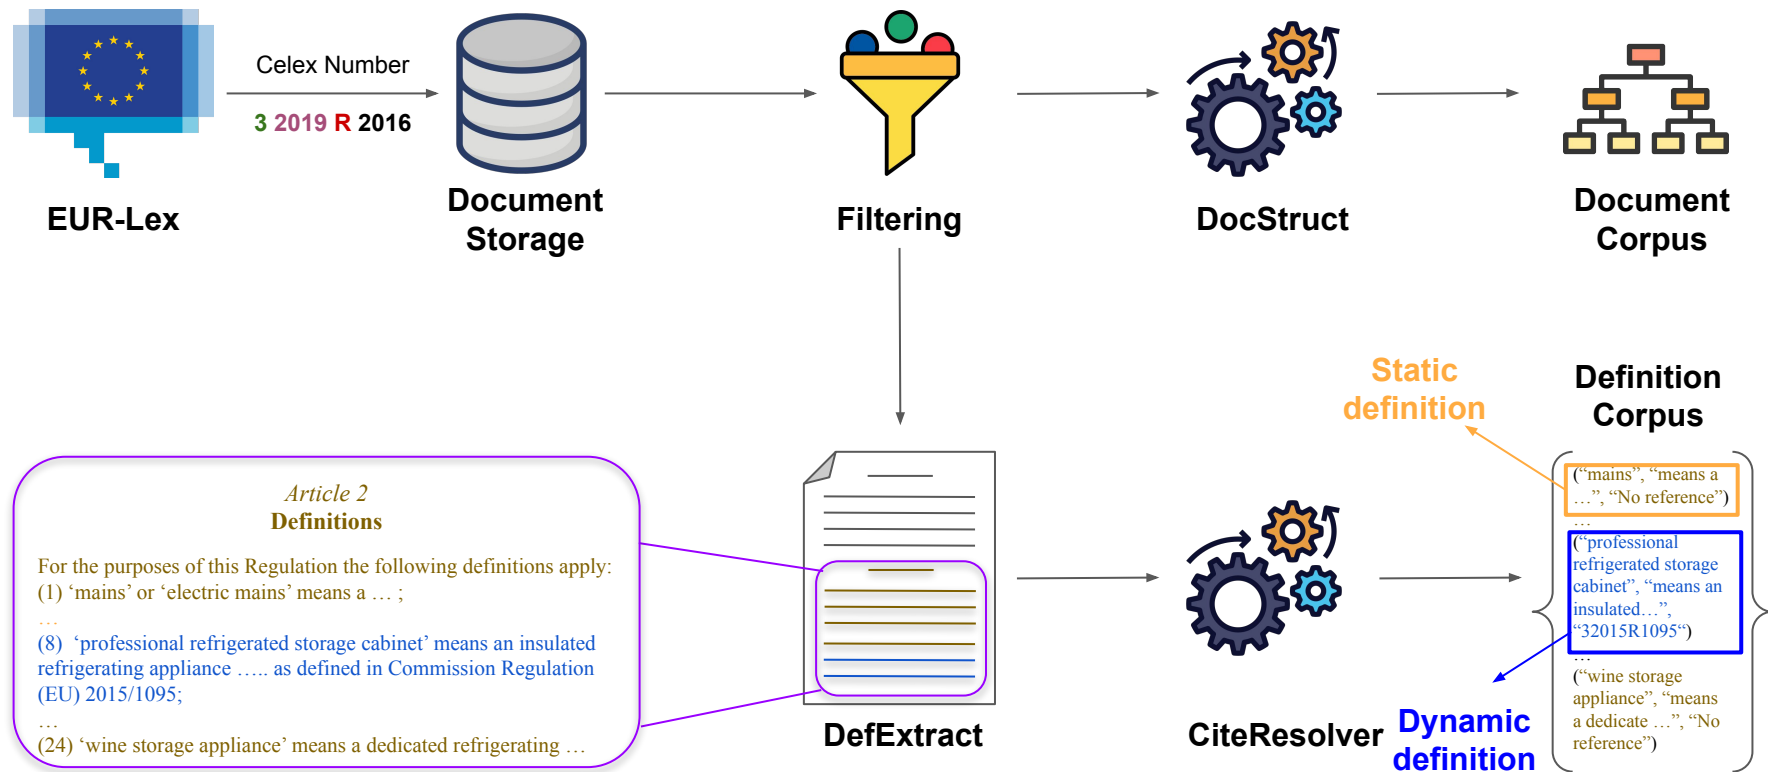 Celex Number
3 2019 R 2016
EUR-Lex
Document
Storage
Filtering
DocStruct
Document
Corpus
Article 2
Definitions
For the purposes of this Regulation the following definitions apply:
(1) ‘mains’ or ‘electric mains’ means a … ;
…
(8) ‘professional refrigerated storage cabinet’ means an insulated
refrigerating appliance ….. as defined in Commission Regulation
(EU) 2015/1095;
…
(24) ‘wine storage appliance’ means a dedicated refrigerating …
DefExtract
CiteResolver
Static
definition
Dynamic
definition
Definition
Corpus
(“mains”, “means a
…”, “No reference”)
…
(“professional
refrigerated storage
cabinet”, “means an
insulated…”,
“32015R1095“)
…
(“wine storage
appliance”, “means
a dedicate …”, “No
reference”)